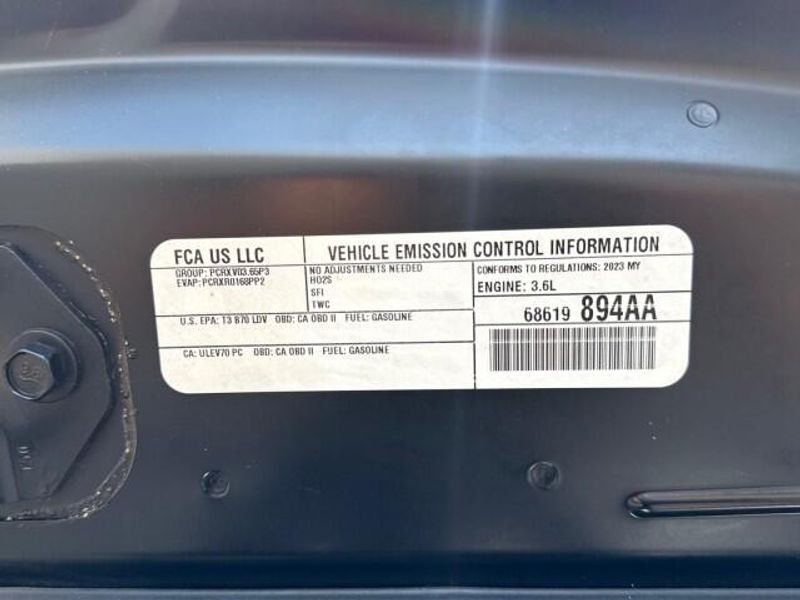 FCA US LLC
VEHICLE EMISSION CONTROL INFORMATION
GROUP: PCRXV03.65P3
EVAP: PCRXR0168PP2
NO ADJUSTMENTS NEEDED
HO2S
SFI
TWC
CONFORMS TO REGULATIONS: 2023 MY
ENGINE: 3.6L
68619 894AA
U.S. EPA: T3 B70 LDV OBD: CA OBD II FUEL: GASOLINE
CA: ULEV70 PC OBD: CA OBD II FUEL: GASOLINE